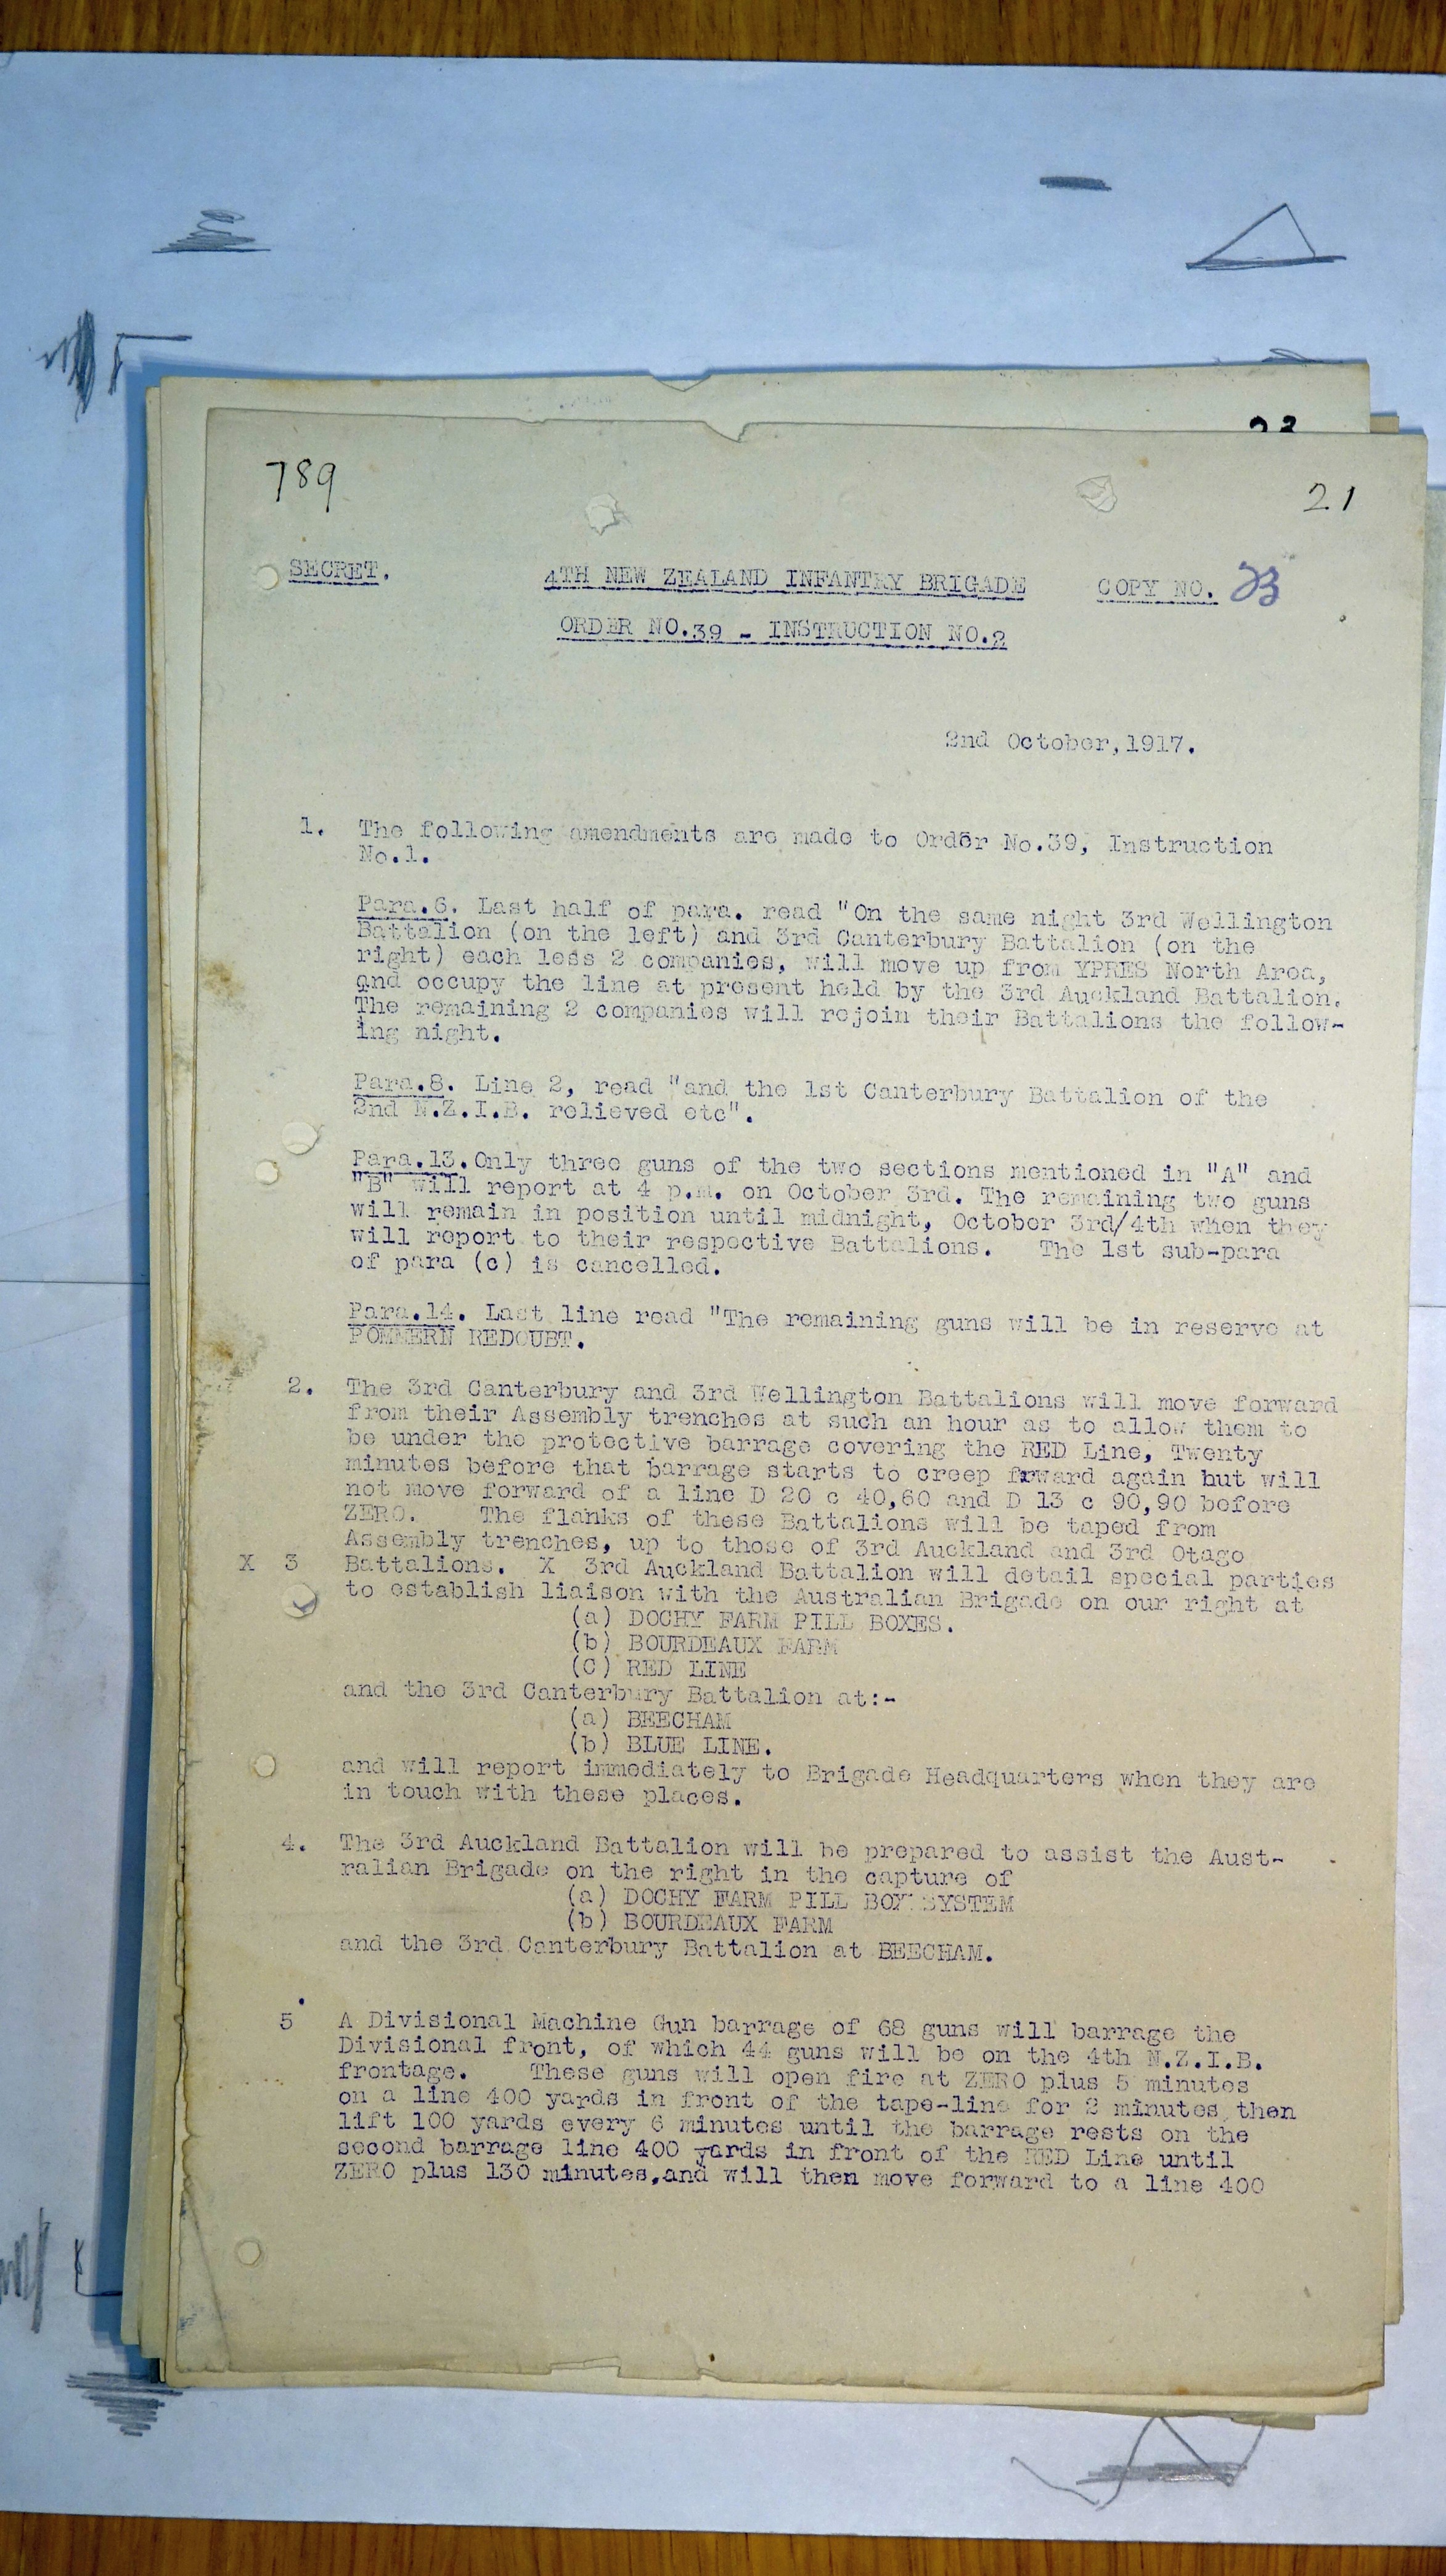 789
21
SECRET.
4TH NEW ZEALAND INFANTRY BRIGADE
COPY NO. 23
ORDER NO.39 - INSTRUCTION NO.2
2nd October,1917.
1. The following amendments are made to Order No.39, Instruction
No.1.
Para.6. Last half of para. read "On the same night 3rd Wellington
Battalion (on the left) and 3rd Canterbury Battalion (on the
right) each less 2 companies, will move up from YPRES North Area,
and occupy the line at present held by the 3rd Auckland Battalion.
The remaining 2 companies will rejoin their Battalions the follow-
ing night.
Para.8. Line 2, read "and the 1st Canterbury Battalion of the
2nd N.Z.I.B. relieved etc".
Para.13. Only three guns of the two sections mentioned in "A" and
"B" will report at 4 p.m. on October 3rd. The remaining two guns
will remain in position until midnight, October 3rd/4th when they
will report to their respective Battalions. The 1st sub-para
of para (c) is cancelled.
Para.14. Last line read "The remaining guns will be in reserve at
POMMERN REDOUBT.
2. The 3rd Canterbury and 3rd Wellington Battalions will move forward
from their Assembly trenches at such an hour as to allow them to
be under the protective barrage covering the RED Line, Twenty
minutes before that barrage starts to creep frward again but will
not move forward of a line D 20 c 40,60 and D 13 c 90,90 before
ZERO. The flanks of these Battalions will be taped from
Assembly trenches, up to those of 3rd Auckland and 3rd Otago
X 3 Battalions. X 3rd Auckland Battalion will detail special parties
to establish liaison with the Australian Brigade on our right at
(a) DOCHY FARM PILL BOXES.
(b) BOURDEAUX FARM
(C) RED LINE
and the 3rd Canterbury Battalion at:-
(a) BEECHAM
(b) BLUE LINE.
and will report immediately to Brigade Headquarters when they are
in touch with these places.
4. The 3rd Auckland Battalion will be prepared to assist the Aust-
ralian Brigade on the right in the capture of
(a) DOCHY FARM PILL BOX SYSTEM
(b) BOURDEAUX FARM
and the 3rd Canterbury Battalion at BEECHAM.
5 A Divisional Machine Gun barrage of 68 guns will barrage the
Divisional front, of which 44 guns will be on the 4th N.Z.I.B.
frontage. These guns will open fire at ZERO plus 5 minutes
on a line 400 yards in front of the tape-line for 2 minutes then
lift 100 yards every 6 minutes until the barrage rests on the
second barrage line 400 yards in front of the RED Line until
ZERO plus 130 minutes,and will then move forward to a line 400